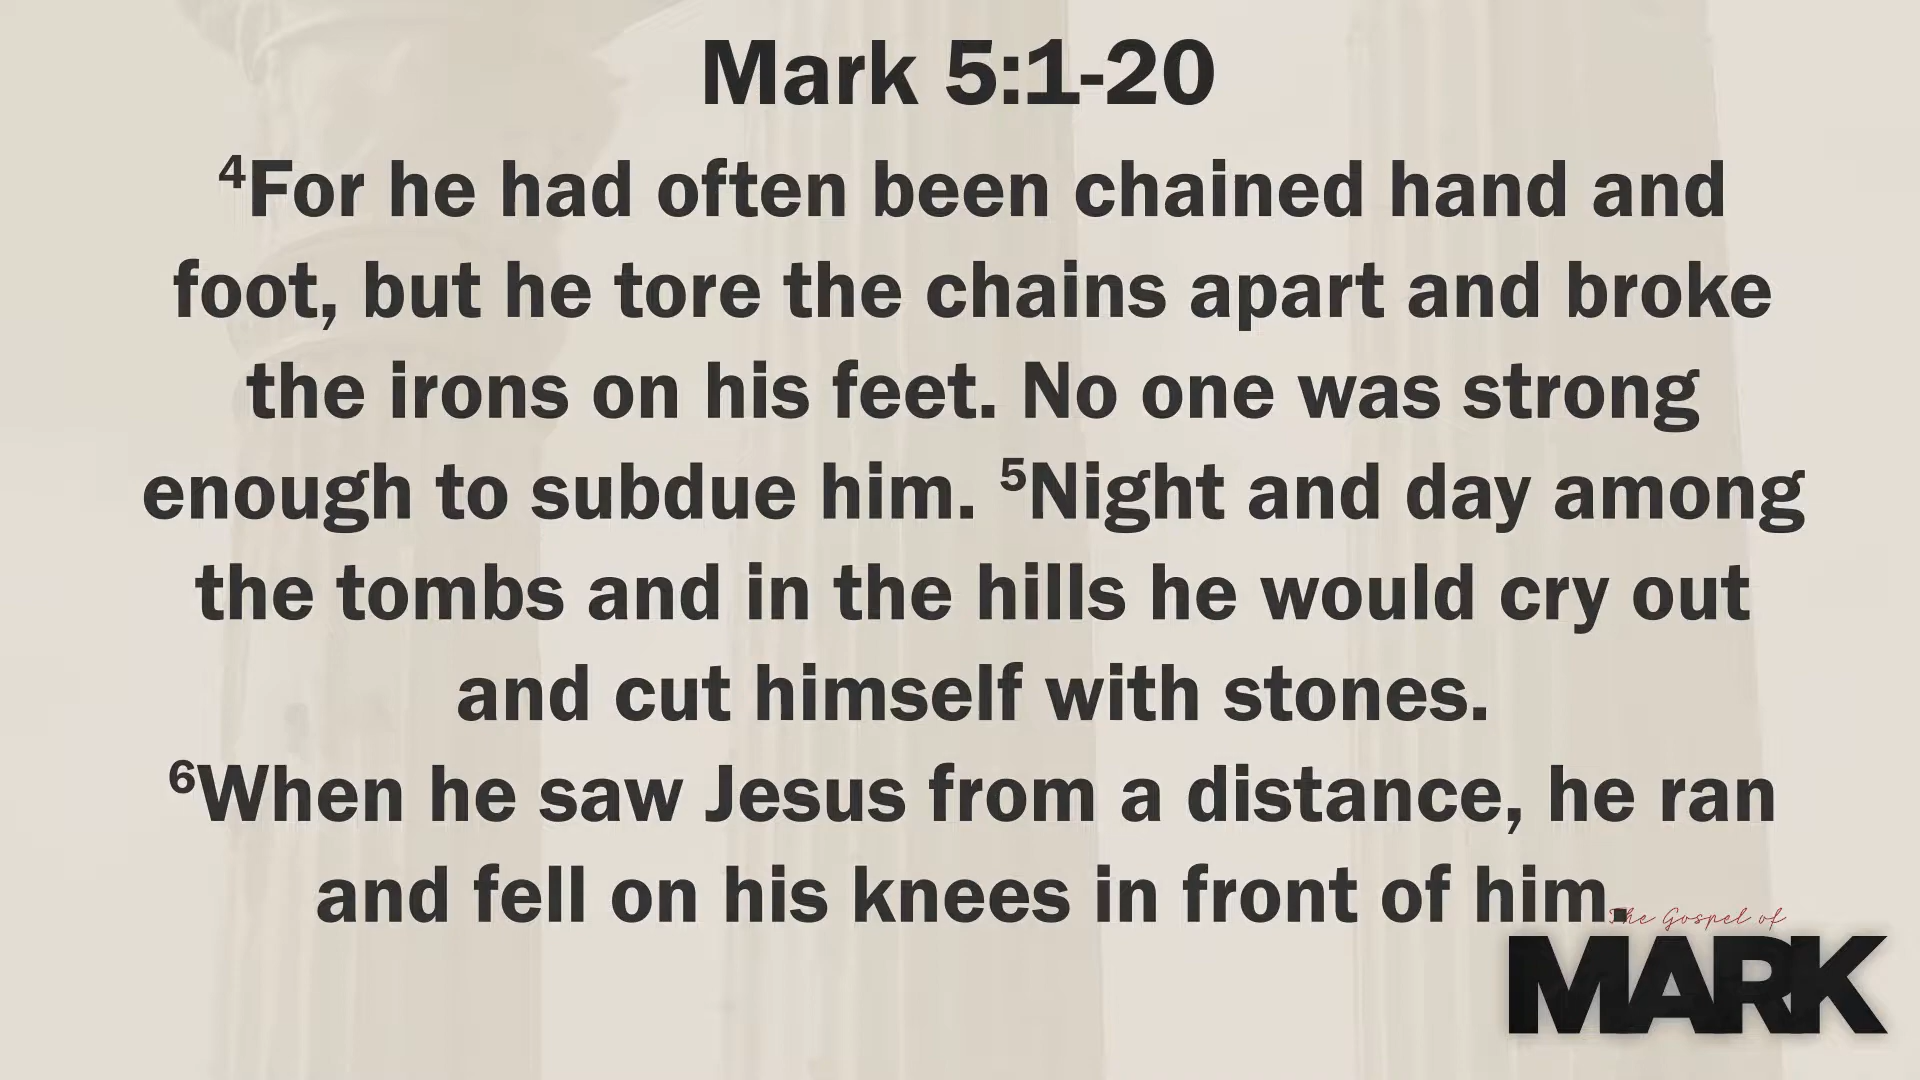 Mark 5:1-20
⁴For he had often been chained hand and
foot, but he tore the chains apart and broke
the irons on his feet. No one was strong
enough to subdue him. ⁵Night and day among
the tombs and in the hills he would cry out
and cut himself with stones.
⁶When he saw Jesus from a distance, he ran
and fell on his knees in front of him.
The Gospel of
MARK